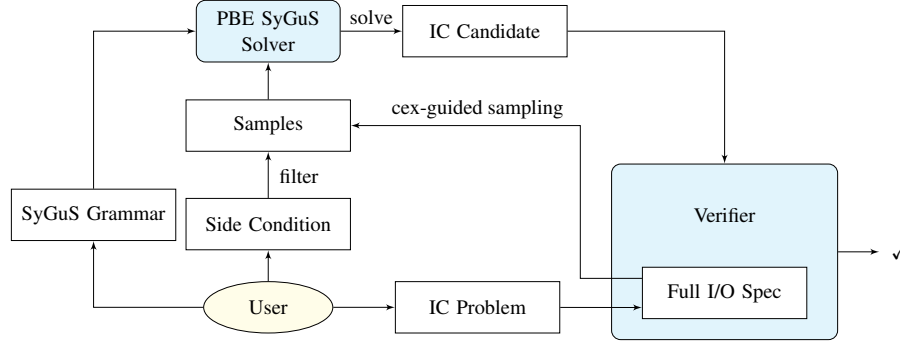 PBE SyGuS
Solver
solve
IC Candidate
cex-guided sampling
Samples
filter
SyGuS Grammar
Side Condition
Verifier
✓
Full I/O Spec
User
IC Problem